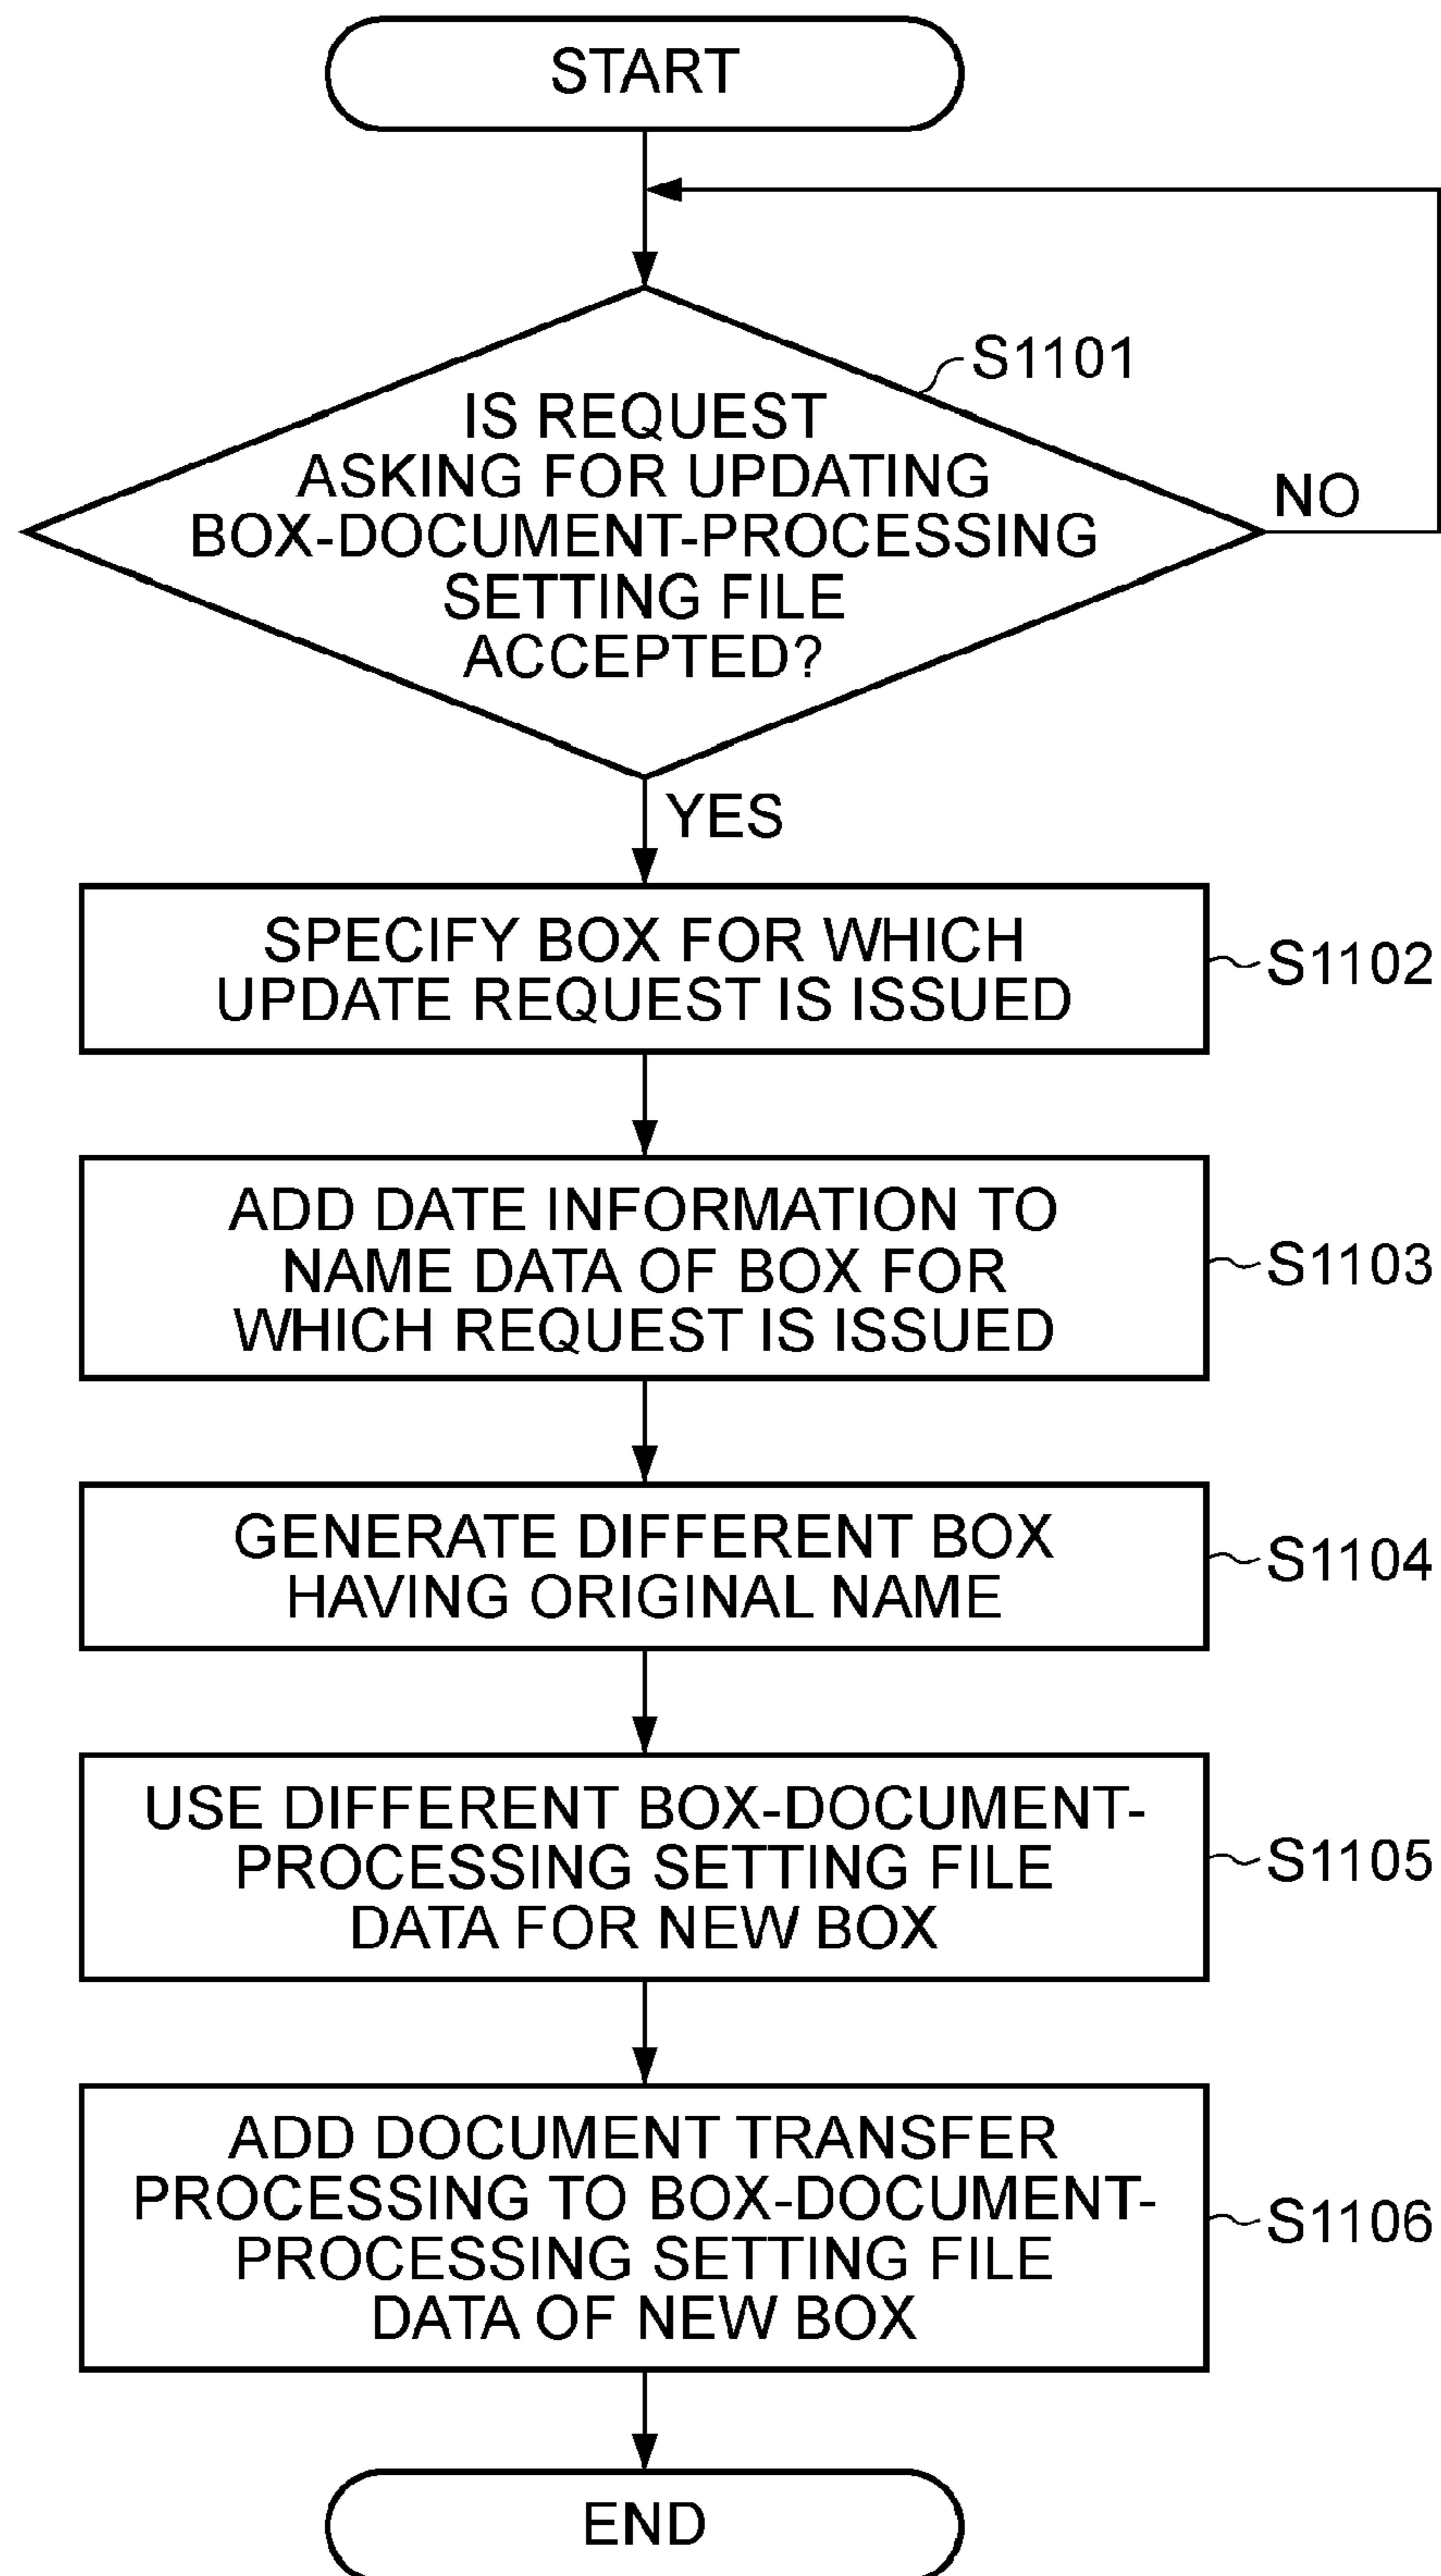 START
S1101
IS REQUEST
ASKING FOR UPDATING
BOX-DOCUMENT-PROCESSING
SETTING FILE
ACCEPTED?
NO
YES
SPECIFY BOX FOR WHICH
UPDATE REQUEST IS ISSUED
S1102
ADD DATE INFORMATION TO
NAME DATA OF BOX FOR
WHICH REQUEST IS ISSUED
S1103
GENERATE DIFFERENT BOX
HAVING ORIGINAL NAME
S1104
USE DIFFERENT BOX-DOCUMENT-
PROCESSING SETTING FILE
DATA FOR NEW BOX
S1105
ADD DOCUMENT TRANSFER
PROCESSING TO BOX-DOCUMENT-
PROCESSING SETTING FILE
DATA OF NEW BOX
S1106
END